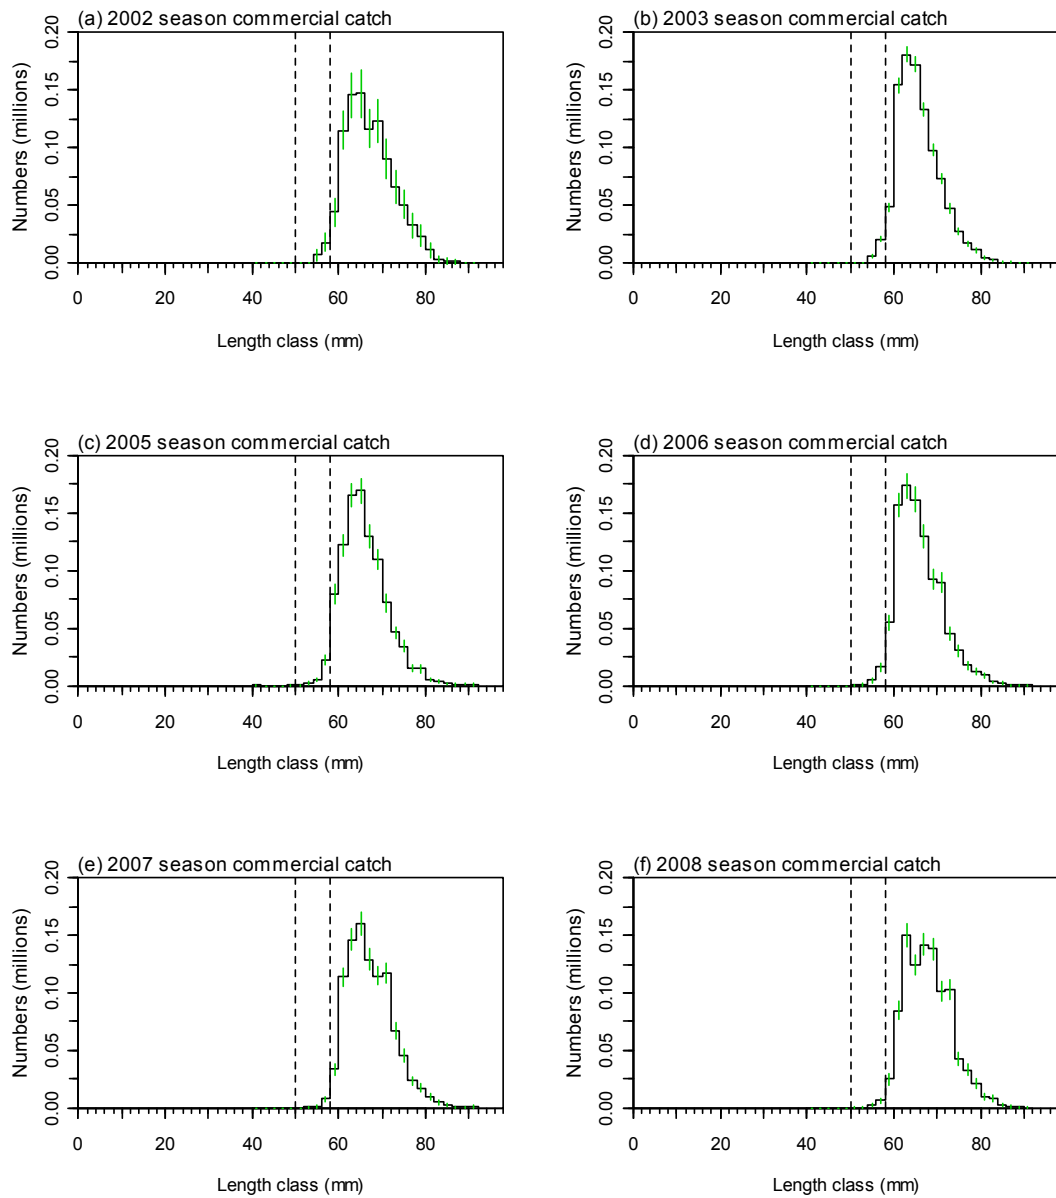 (a) 2002 season commercial catch
Numbers (millions)
0.00 0.05 0.10 0.15 0.20
0 20 40 60 80
Length class (mm)
(b) 2003 season commercial catch
Numbers (millions)
0.00 0.05 0.10 0.15 0.20
0 20 40 60 80
Length class (mm)
(c) 2005 season commercial catch
Numbers (millions)
0.00 0.05 0.10 0.15 0.20
0 20 40 60 80
Length class (mm)
(d) 2006 season commercial catch
Numbers (millions)
0.00 0.05 0.10 0.15 0.20
0 20 40 60 80
Length class (mm)
(e) 2007 season commercial catch
Numbers (millions)
0.00 0.05 0.10 0.15 0.20
0 20 40 60 80
Length class (mm)
(f) 2008 season commercial catch
Numbers (millions)
0.00 0.05 0.10 0.15 0.20
0 20 40 60 80
Length class (mm)